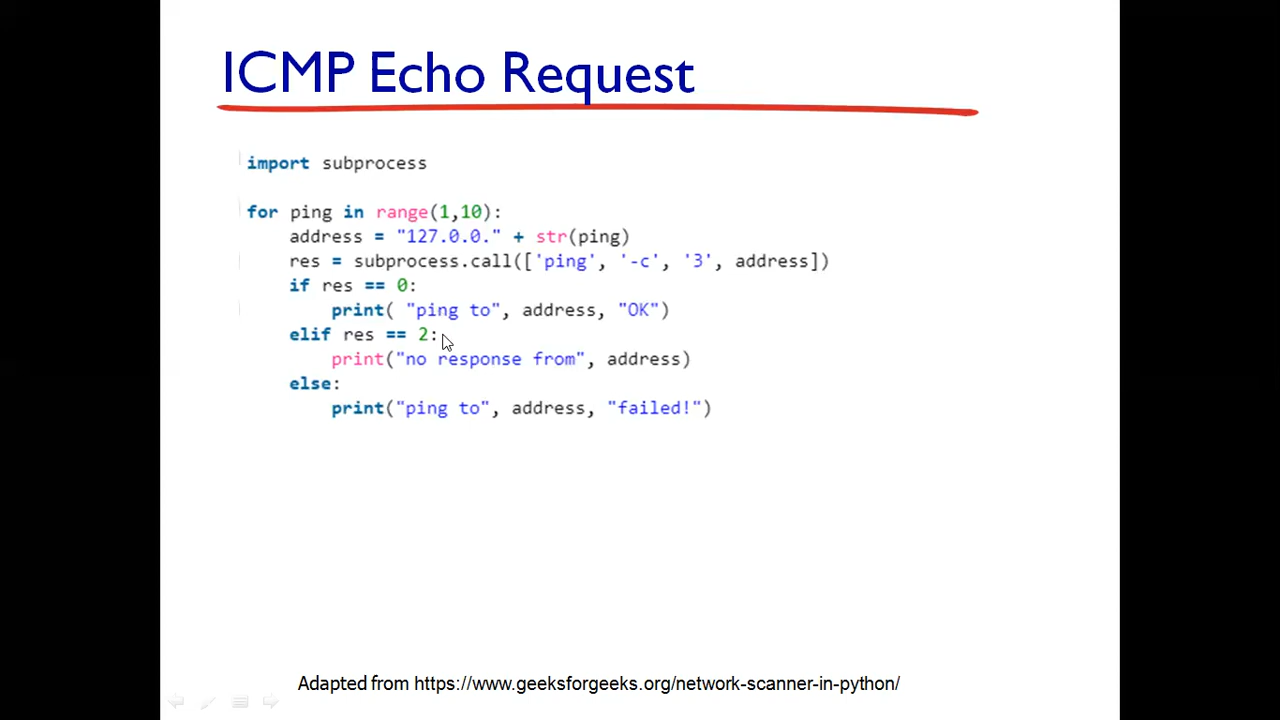 ICMP Echo Request
import subprocess
for ping in range(1,10):
    address = "127.0.0." + str(ping)
    res = subprocess.call(['ping', '-c', '3', address])
    if res == 0:
        print( "ping to", address, "OK")
    elif res == 2:
        print("no response from", address)
    else:
        print("ping to", address, "failed!")
Adapted from https://www.geeksforgeeks.org/network-scanner-in-python/